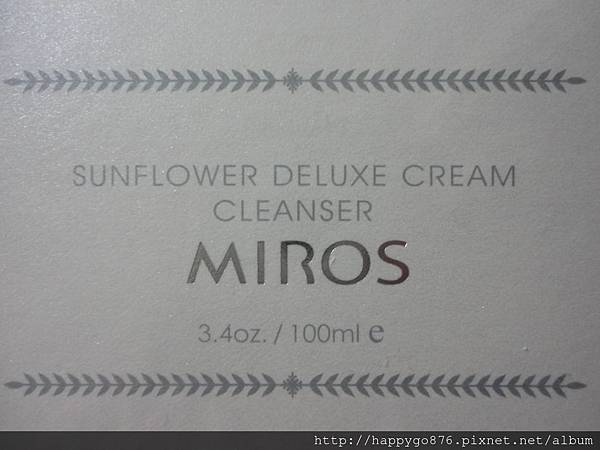 SUNFLOWER DELUXE CREAM
CLEANSER
MIROS
3.4oz. / 100ml e
http://happygo876.pixnet.net/album